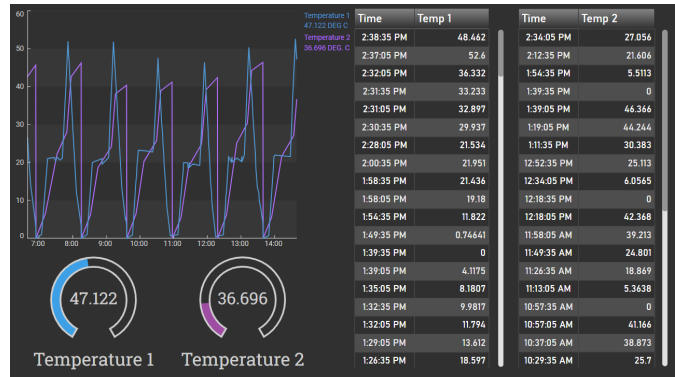 60
50
40
30
20
10
0
7:00 8:00 9:00 10:00 11:00 12:00 13:00 14:00
Temperature 1
47.122 DEG C
Temperature 2
36.696 DEG. C
47.122
Temperature 1
36.696
Temperature 2
Time Temp 1
2:38:35 PM 48.462
2:37:05 PM 52.6
2:32:05 PM 36.332
2:31:35 PM 33.233
2:31:05 PM 32.897
2:30:35 PM 29.937
2:28:05 PM 21.534
2:00:35 PM 21.951
1:58:35 PM 21.436
1:58:05 PM 19.18
1:54:35 PM 11.822
1:49:35 PM 0.74641
1:39:35 PM 0
1:39:05 PM 4.1175
1:35:05 PM 8.1807
1:32:35 PM 9.9817
1:32:05 PM 11.794
1:29:05 PM 13.612
1:26:35 PM 18.597
Time Temp 2
2:34:05 PM 27.056
2:12:35 PM 21.606
1:54:35 PM 5.5113
1:39:35 PM 0
1:39:05 PM 46.366
1:19:05 PM 44.244
1:11:35 PM 30.383
12:52:35 PM 25.113
12:34:05 PM 6.0565
12:18:35 PM 0
12:18:05 PM 42.368
11:58:05 AM 39.213
11:49:35 AM 24.801
11:26:35 AM 18.869
11:13:05 AM 5.3638
10:57:35 AM 0
10:57:05 AM 41.166
10:37:05 AM 38.873
10:29:35 AM 25.7